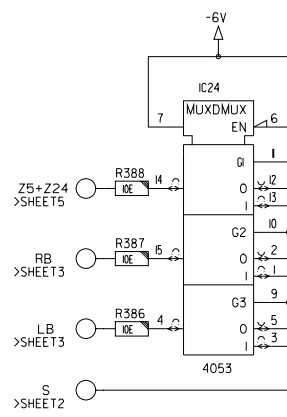 -6V
IC24
MUXDMUX
7
EN
6
G1
1
R388
14
0
12
Z5+Z24
10E
1
13
>SHEET5
G2
10
R387
15
0
2
RB
10E
1
1
>SHEET3
G3
9
R386
4
0
5
LB
10E
1
3
>SHEET3
4053
S
>SHEET2